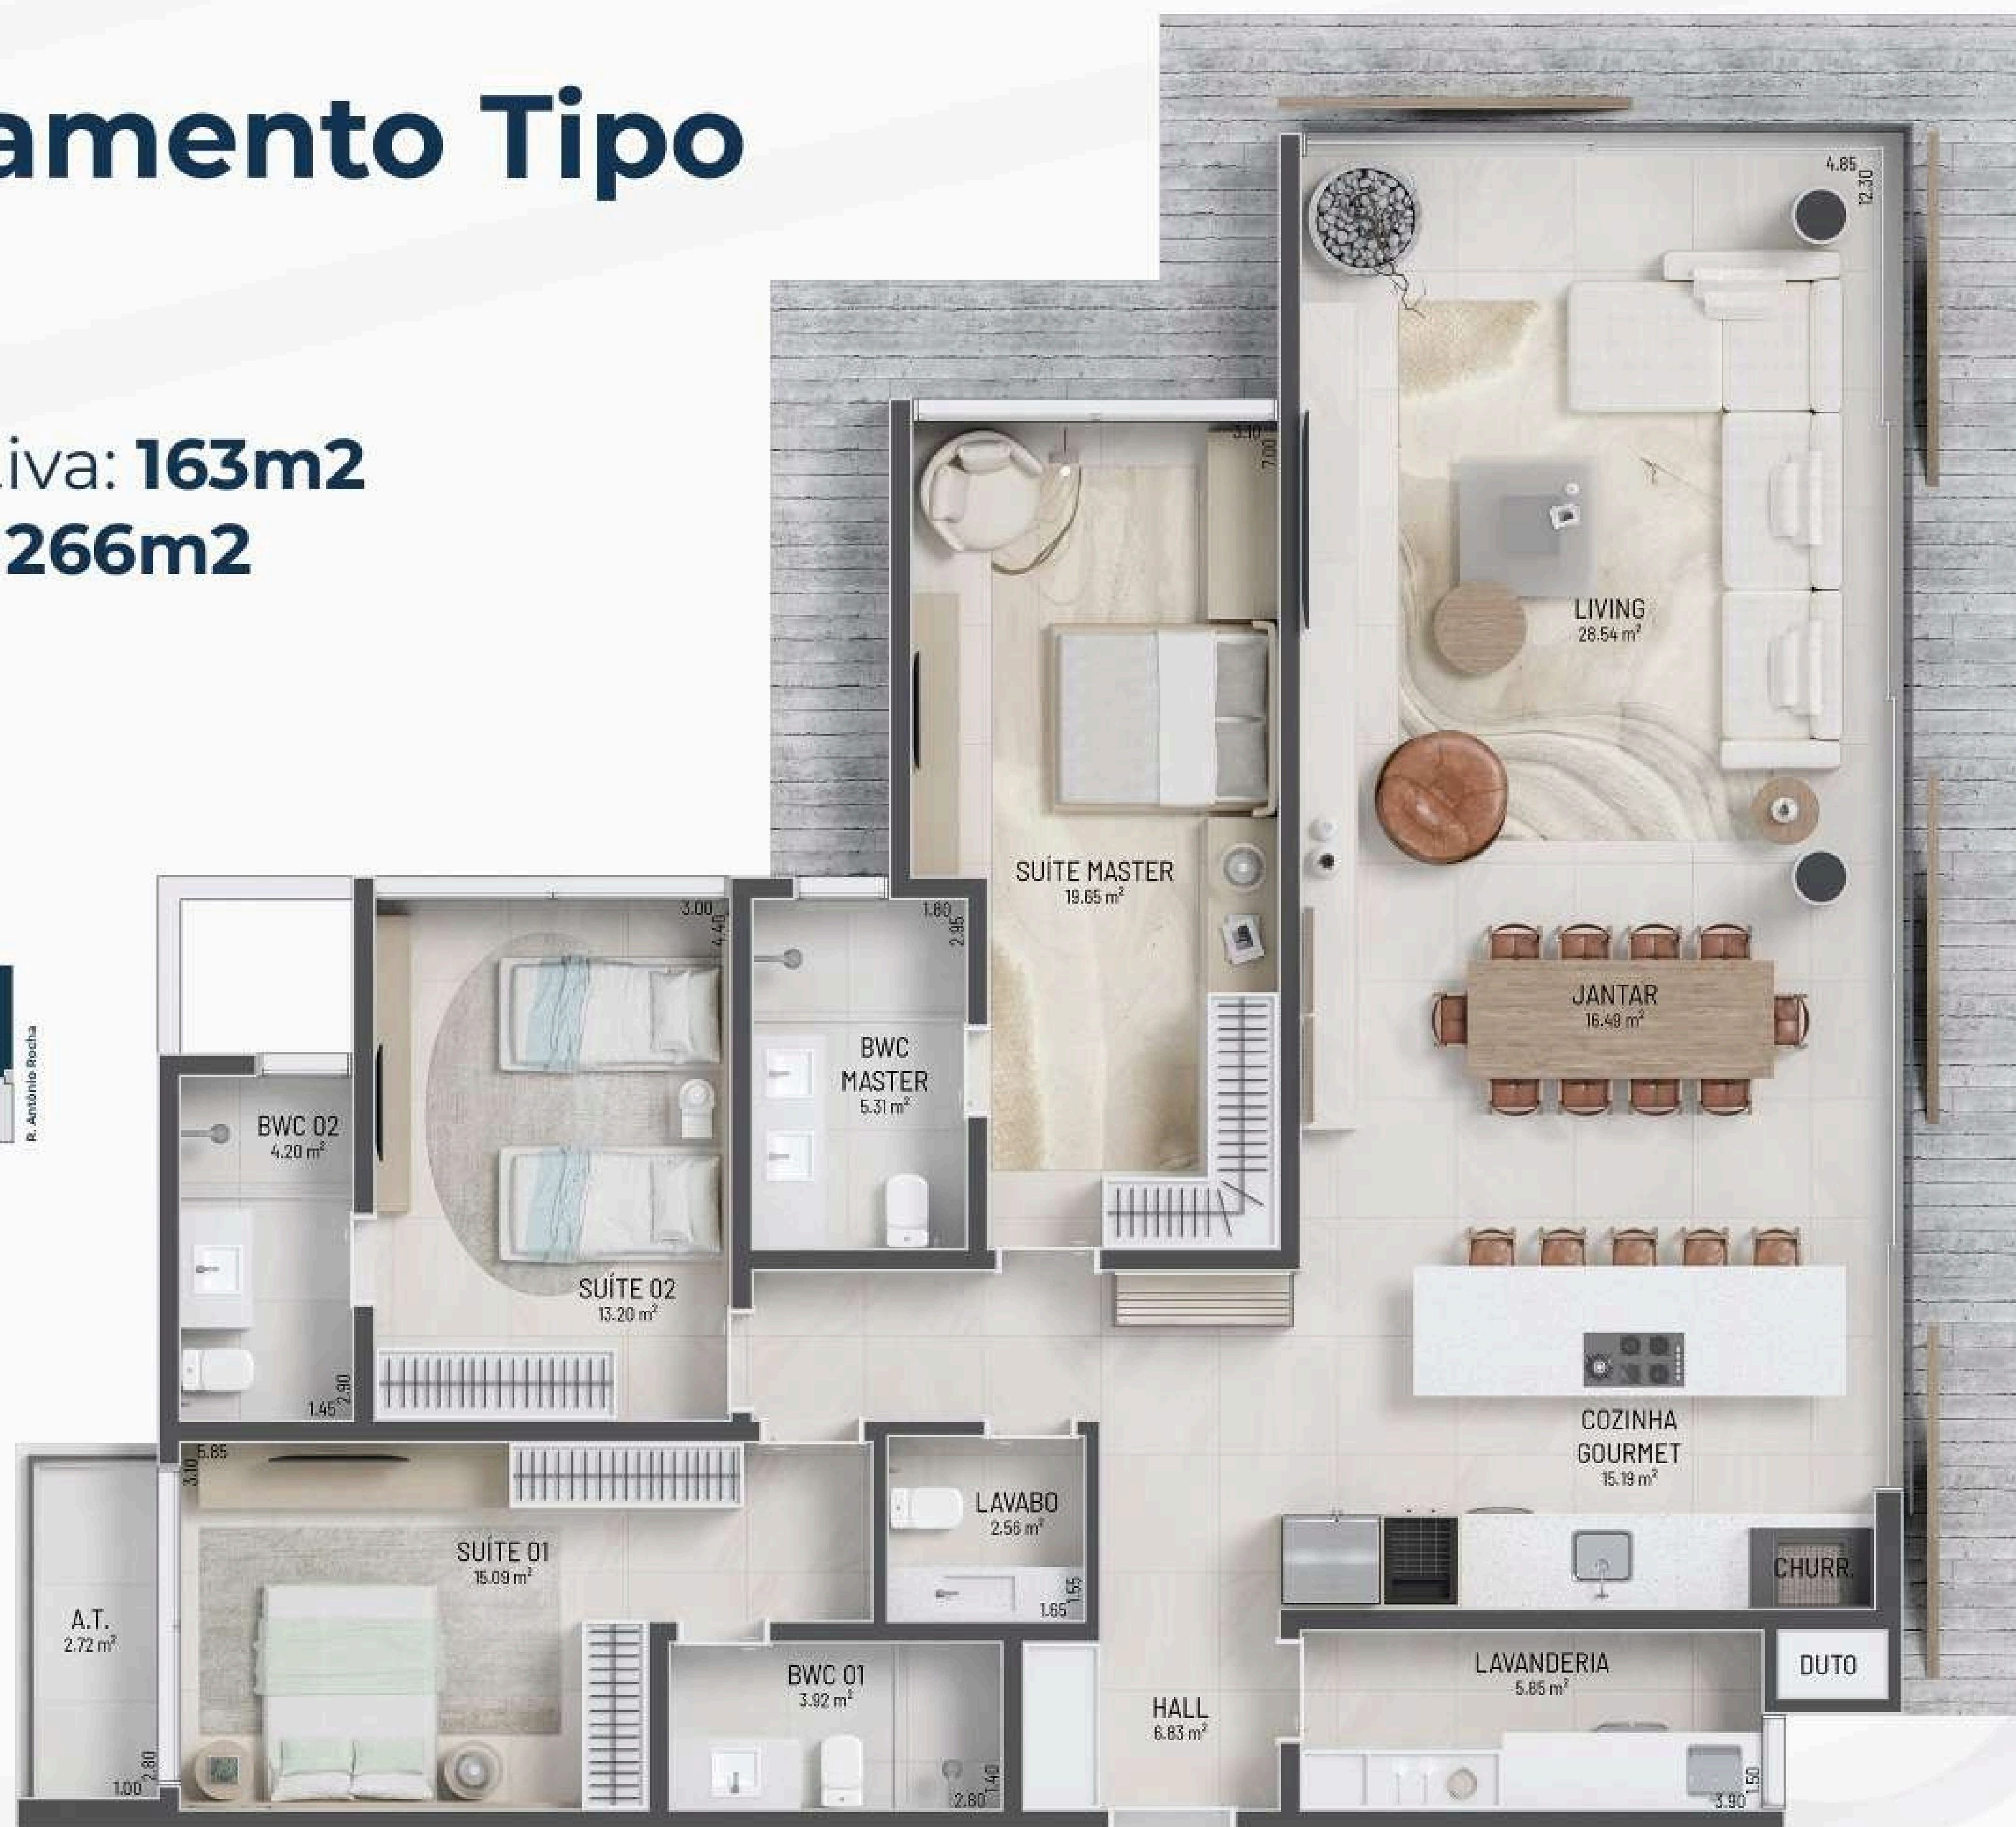 amento Tipo
iva: 163m2
266m2
R. Antônio Rocha
4.85
12.30
3.10
7.00
LIVING
28.54 m²
SUÍTE MASTER
19.65 m²
3.00
4.40
1.80
2.95
JANTAR
16.49 m²
BWC
MASTER
5.31 m²
BWC 02
4.20 m²
SUÍTE 02
13.20 m²
1.45
2.90
COZINHA
GOURMET
15.19 m²
5.85
3.10
LAVABO
2.56 m²
SUÍTE 01
15.09 m²
CHURR.
1.65
1.55
A.T.
2.72 m²
BWC 01
3.92 m²
LAVANDERIA
5.85 m²
DUTO
HALL
6.83 m²
1.00
2.80
2.80
1.40
3.90
1.50